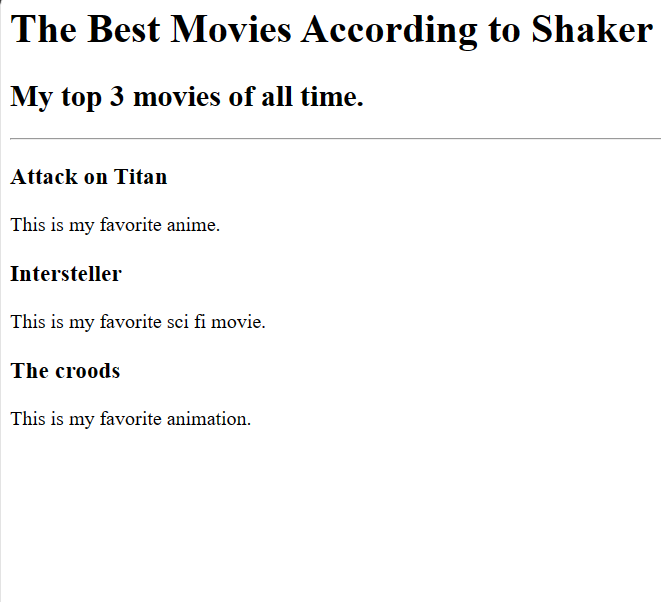 The Best Movies According to Shaker
My top 3 movies of all time.
Attack on Titan
This is my favorite anime.
Intersteller
This is my favorite sci fi movie.
The croods
This is my favorite animation.